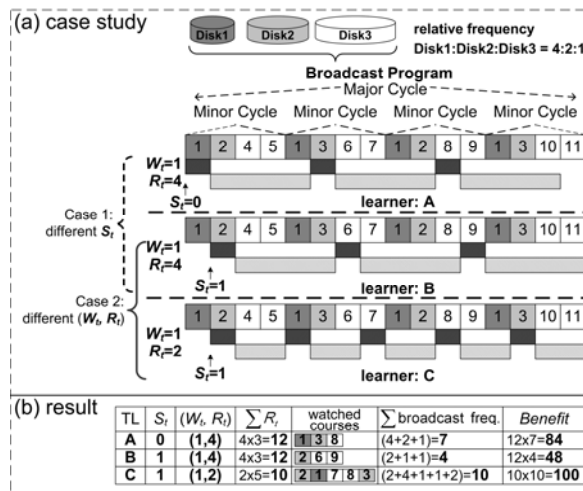 (a) case study
Disk1 Disk2 Disk3
relative frequency
Disk1:Disk2:Disk3 = 4:2:1
Broadcast Program
Major Cycle
Minor Cycle Minor Cycle Minor Cycle Minor Cycle
1 2 4 5 1 3 6 7 1 2 8 9 1 3 10 11
Wt=1
Rt=4
St=0
learner: A
Case 1:
different St
1 2 4 5 1 3 6 7 1 2 8 9 1 3 10 11
Wt=1
Rt=4
St=1
learner: B
Case 2:
different (Wt, Rt)
1 2 4 5 1 3 6 7 1 2 8 9 1 3 10 11
Wt=1
Rt=2
St=1
learner: C
(b) result
TL St (Wt, Rt) ∑ Rt watched courses ∑ broadcast freq. Benefit
A 0 (1,4) 4x3=12 1 3 8 (4+2+1)=7 12x7=84
B 1 (1,4) 4x3=12 2 6 9 (2+1+1)=4 12x4=48
C 1 (1,2) 2x5=10 2 1 7 8 3 (2+4+1+1+2)=10 10x10=100